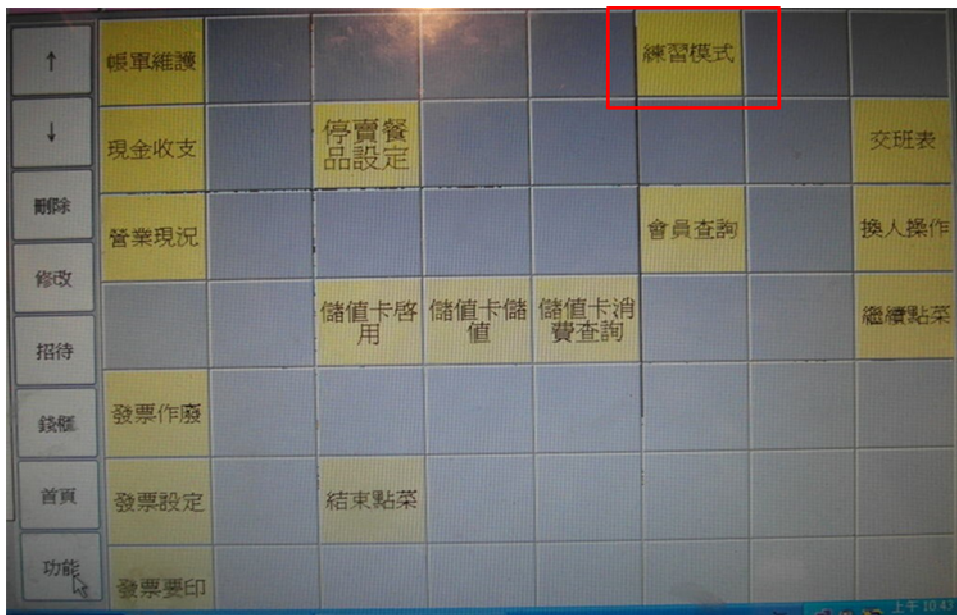 ↑
帳單維護
練習模式
↓
現金收支
停賣餐
品設定
交班表
刪除
營業現況
會員查詢
換人操作
修改
儲值卡啓
用
儲值卡儲
值
儲值卡消
費查詢
繼續點菜
招待
發票作廢
錢櫃
首頁
發票設定
結束點菜
功能
發票要印
上午 10:43